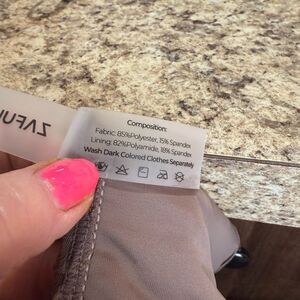 ZAFUL
Composition:
Fabric: 85%Polyester, 15% Spandex
Lining: 82%Polyamide, 18% Spandex
Wash Dark Colored Clothes Separately